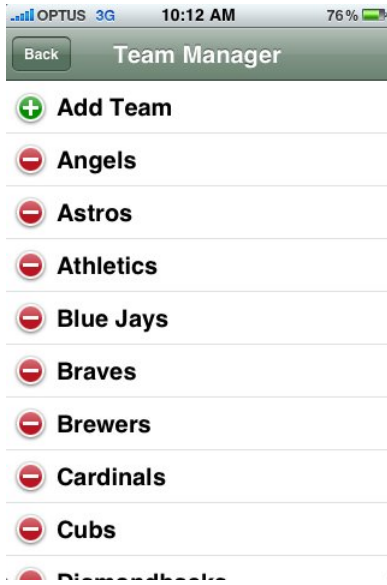 OPTUS 3G 10:12 AM 76%
Back Team Manager
Add Team
Angels
Astros
Athletics
Blue Jays
Braves
Brewers
Cardinals
Cubs
Diamondbacks